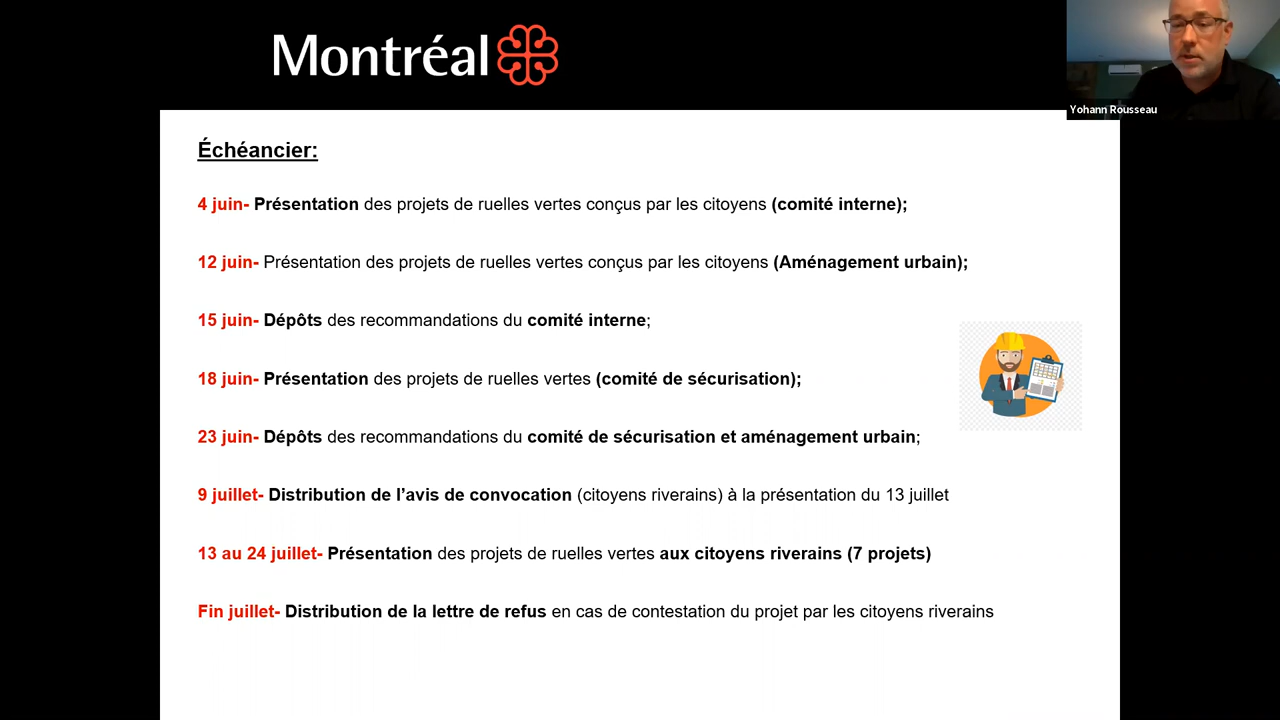 Montréal
Yohann Rousseau
Échéancier:
4 juin- Présentation des projets de ruelles vertes conçus par les citoyens (comité interne);
12 juin- Présentation des projets de ruelles vertes conçus par les citoyens (Aménagement urbain);
15 juin- Dépôts des recommandations du comité interne;
18 juin- Présentation des projets de ruelles vertes (comité de sécurisation);
23 juin- Dépôts des recommandations du comité de sécurisation et aménagement urbain;
9 juillet- Distribution de l’avis de convocation (citoyens riverains) à la présentation du 13 juillet
13 au 24 juillet- Présentation des projets de ruelles vertes aux citoyens riverains (7 projets)
Fin juillet- Distribution de la lettre de refus en cas de contestation du projet par les citoyens riverains